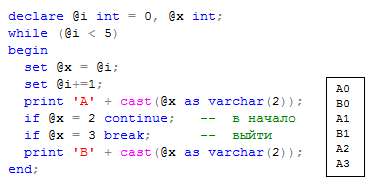 declare @i int = 0, @x int;
while (@i < 5)
begin
  set @x = @i;
  set @i+=1;
  print 'A' + cast(@x as varchar(2));
  if @x = 2 continue;   -- в начало
  if @x = 3 break;      -- выйти
  print 'B' + cast(@x as varchar(2));
end;
A0
B0
A1
B1
A2
A3